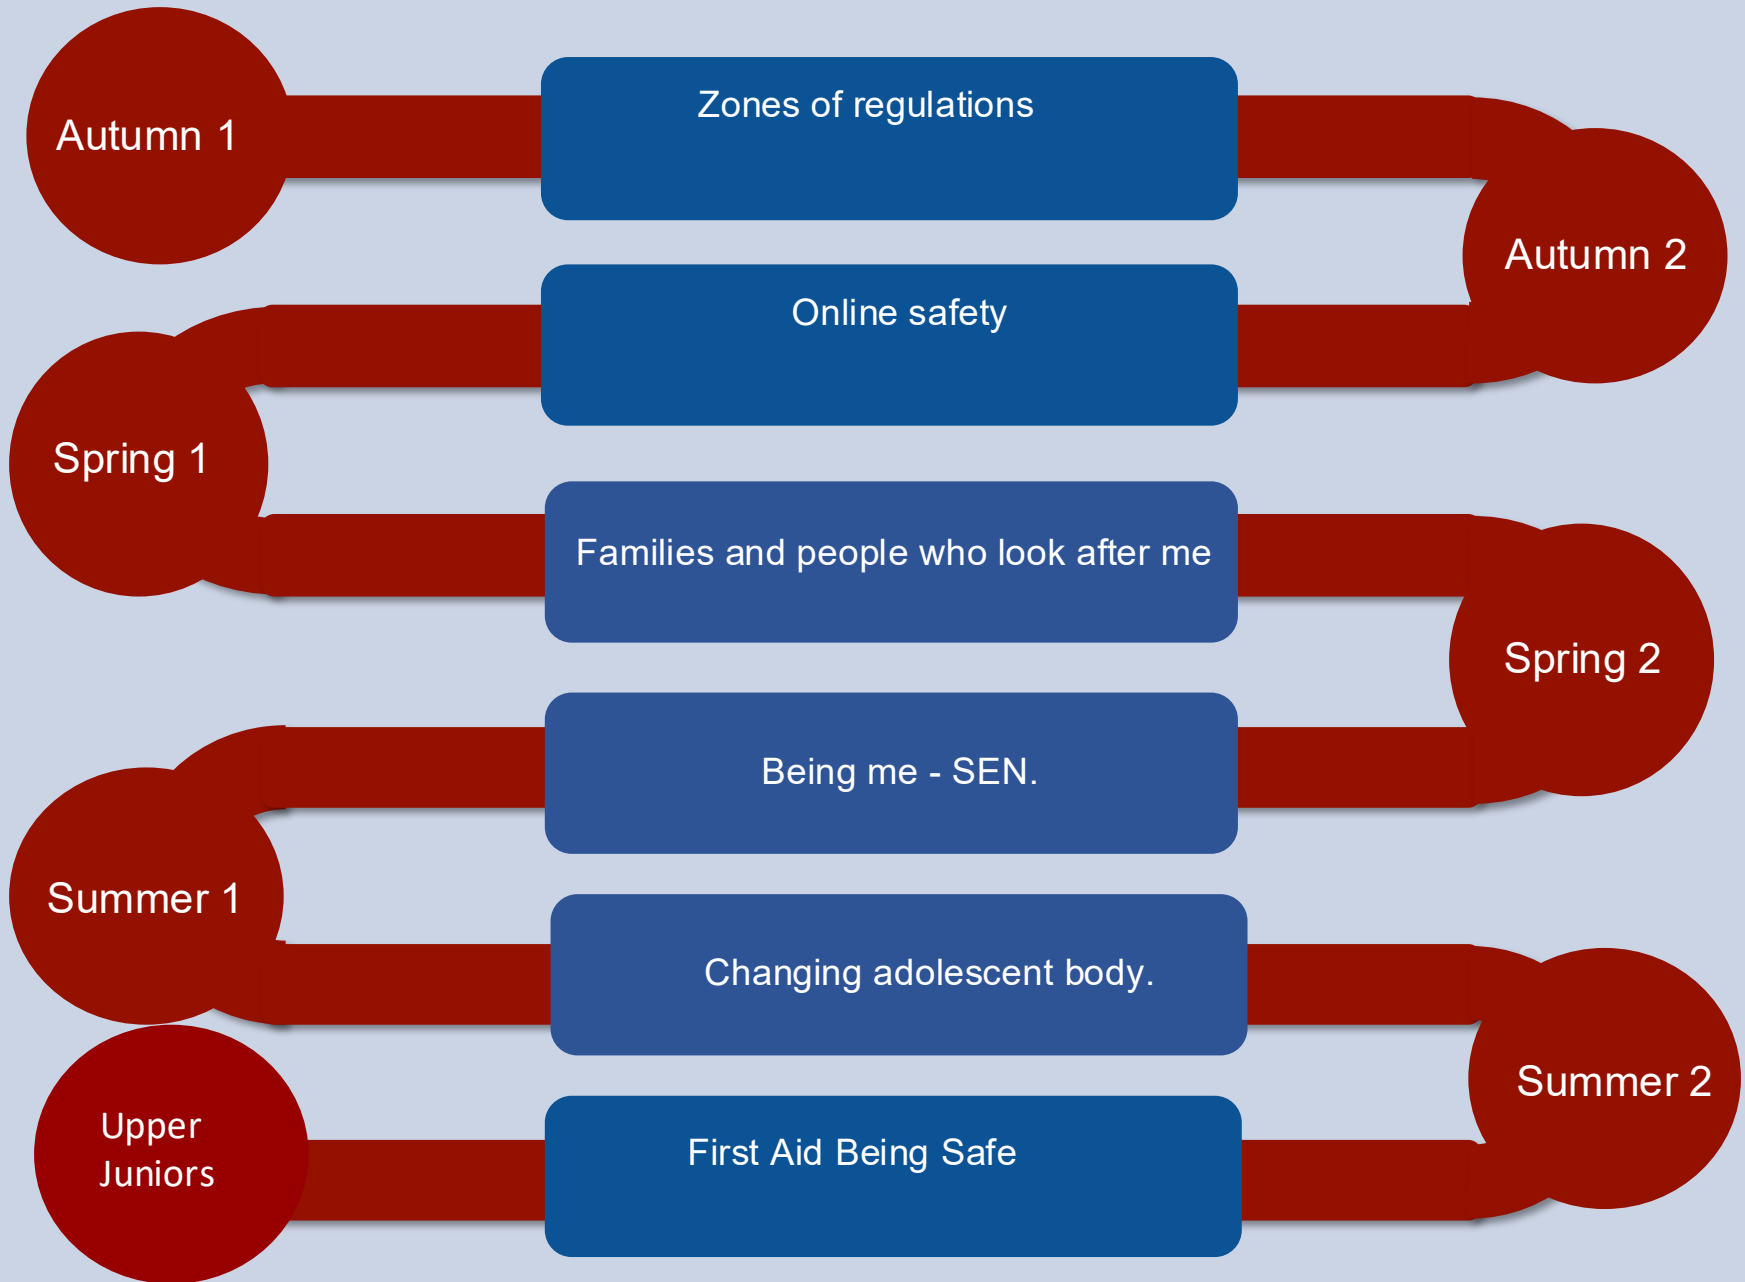 Autumn 1
Zones of regulations
Autumn 2
Online safety
Spring 1
Families and people who look after me
Spring 2
Being me - SEN.
Summer 1
Changing adolescent body.
Summer 2
First Aid Being Safe
Upper
Juniors